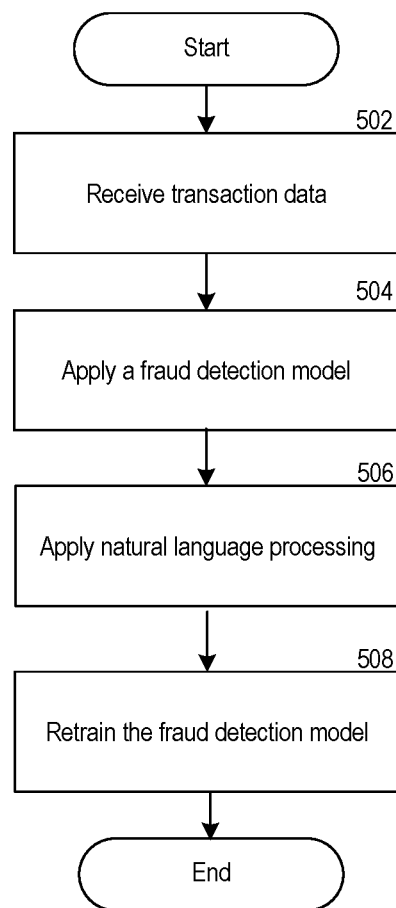 Start
502
Receive transaction data
504
Apply a fraud detection model
506
Apply natural language processing
508
Retrain the fraud detection model
End